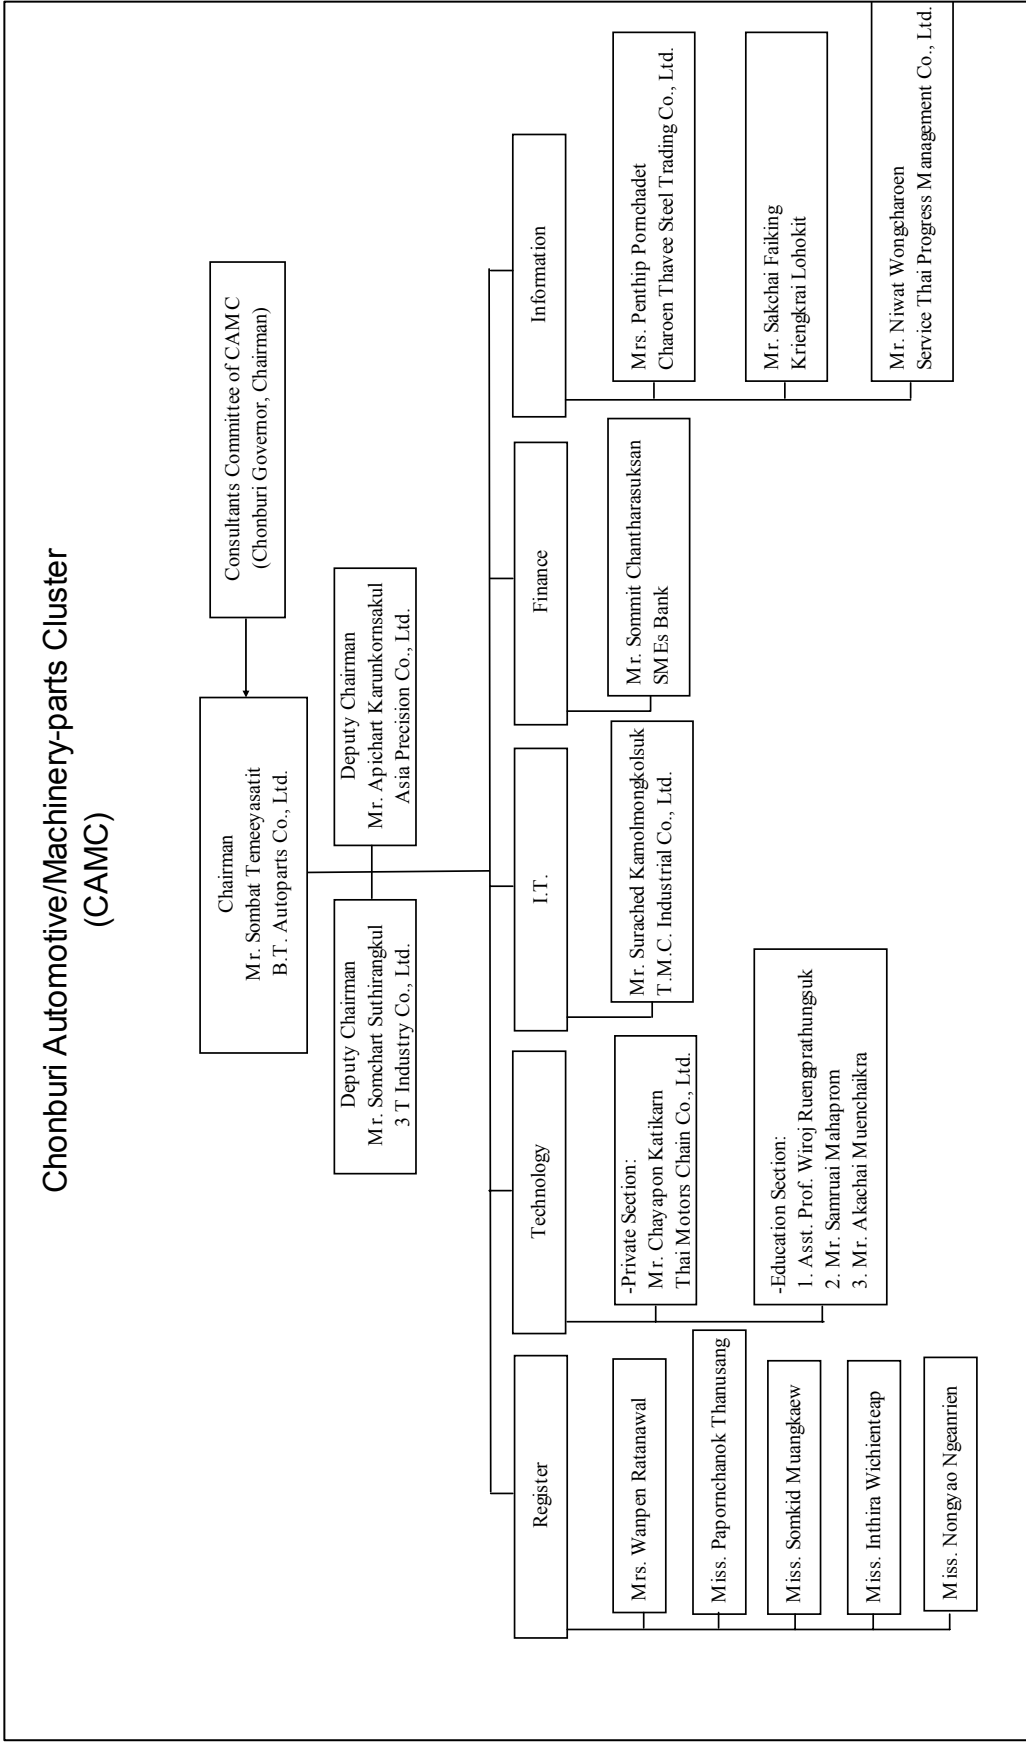 Chonburi Automotive/Machinery-parts Cluster
(CAMC)
Consultants Committee of CAMC
(Chonburi Governor, Chairman)
Chairman
Mr. Sombat Temeeyasatit
B.T. Autoparts Co., Ltd.
Deputy Chairman
Mr. Somchart Suthirangkul
3 T Industry Co., Ltd.
Deputy Chairman
Mr. Apichart Karunkornsakul
Asia Precision Co., Ltd.
Register
Mrs. Wanpen Ratanawal
Miss. Papornchanok Thanusang
Miss. Somkid Muangkaew
Miss. Inthira Wichienteap
Miss. Nongyao Ngeanrien
Technology
-Private Section:
Mr. Chayapon Katikarn
Thai Motors Chain Co., Ltd.
-Education Section:
1. Asst. Prof. Wiroj Ruengprathungsuk
2. Mr. Samruai Mahaprom
3. Mr. Akachai Muenchaikra
I.T.
Mr. Surached Kamolmongkolsuk
T.M.C. Industrial Co., Ltd.
Finance
Mr. Sommit Chantharasuksan
SMEs Bank
Information
Mrs. Penthip Pornchadet
Charoen Thavee Steel Trading Co., Ltd.
Mr. Sakchai Faiking
Kriengkrai Lohokit
Mr. Niwat Wongcharoen
Service Thai Progress Management Co., Ltd.